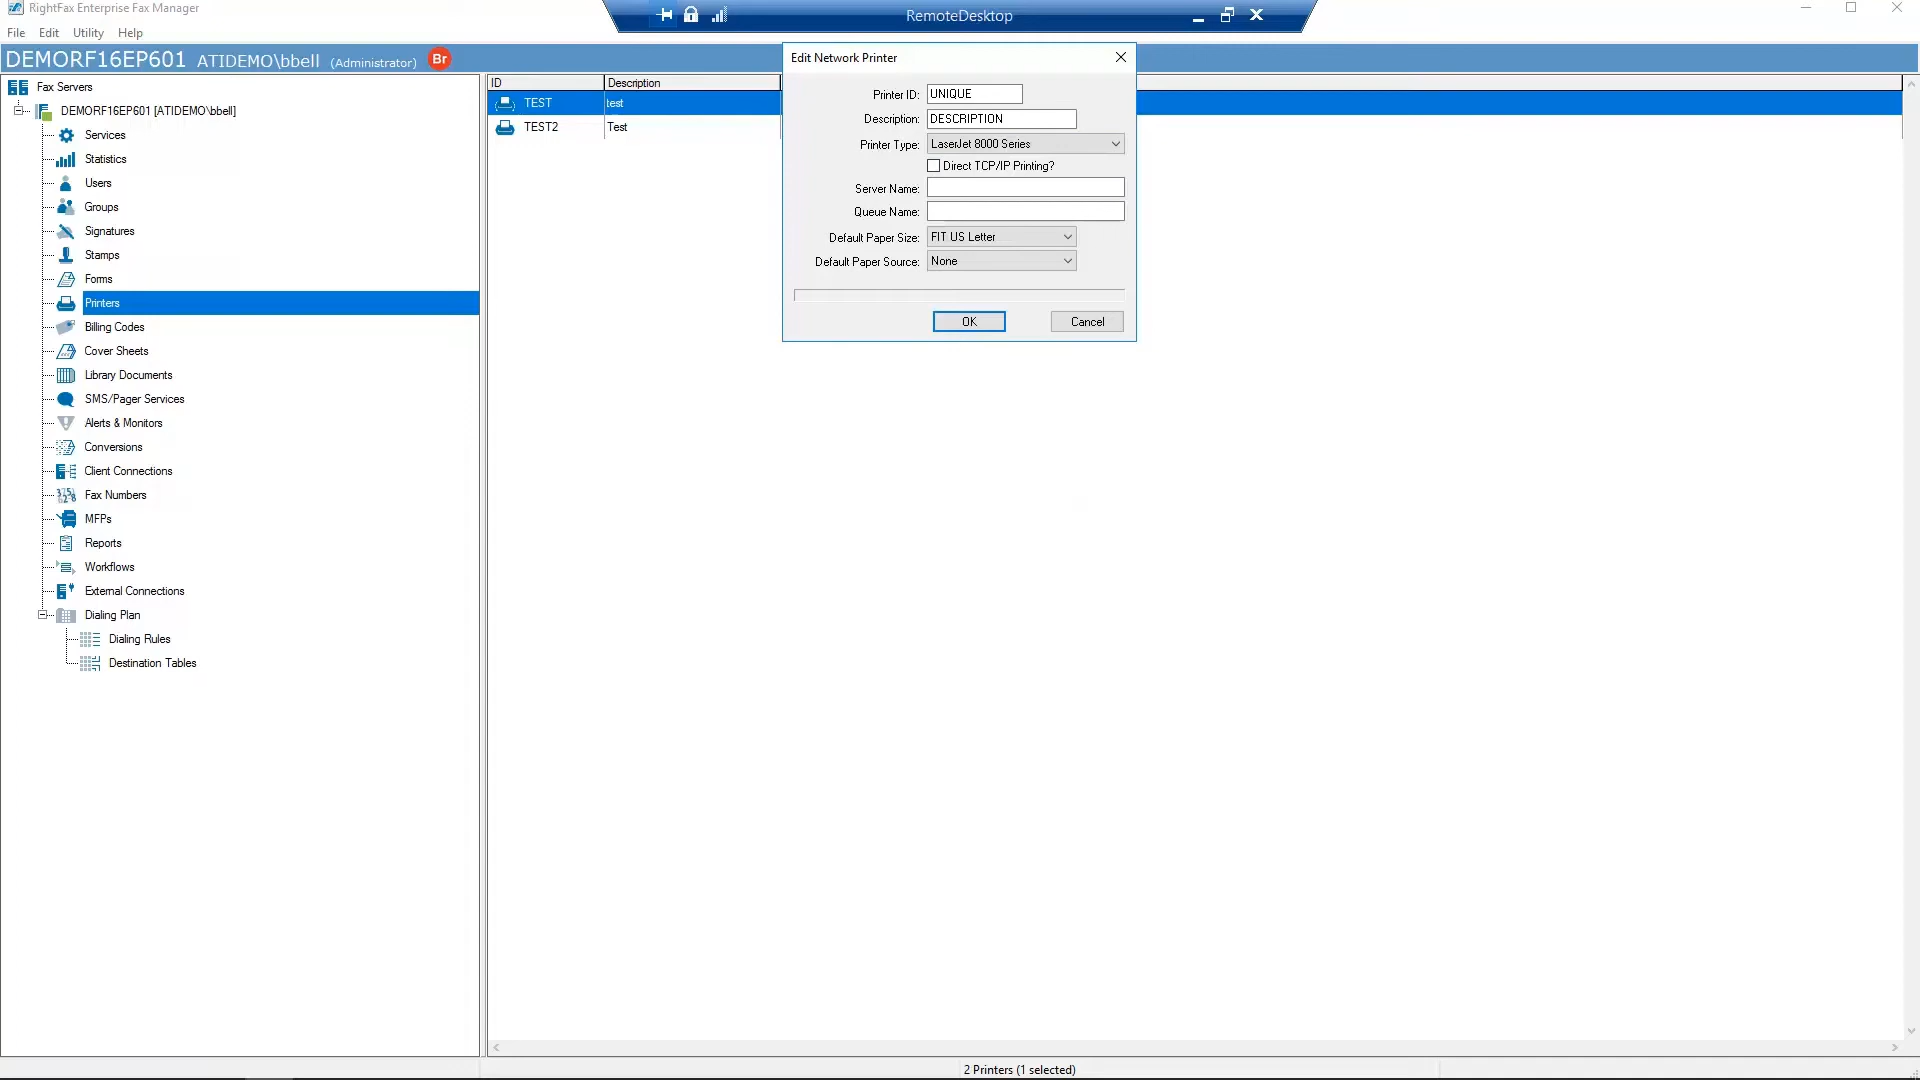 RightFax Enterprise Fax Manager
RemoteDesktop
File Edit Utility Help
DEMORF16EP601 ATIDEMO\bbell (Administrator) Br
Fax Servers
DEMORF16EP601 [ATIDEMO\bbell]
Services
Statistics
Users
Groups
Signatures
Stamps
Forms
Printers
Billing Codes
Cover Sheets
Library Documents
SMS/Pager Services
Alerts & Monitors
Conversions
Client Connections
Fax Numbers
MFPs
Reports
Workflows
External Connections
Dialing Plan
Dialing Rules
Destination Tables
ID Description
TEST test
TEST2 Test
Edit Network Printer
Printer ID: UNIQUE
Description: DESCRIPTION
Printer Type: LaserJet 8000 Series
Direct TCP/IP Printing?
Server Name:
Queue Name:
Default Paper Size: FIT US Letter
Default Paper Source: None
OK Cancel
2 Printers (1 selected)